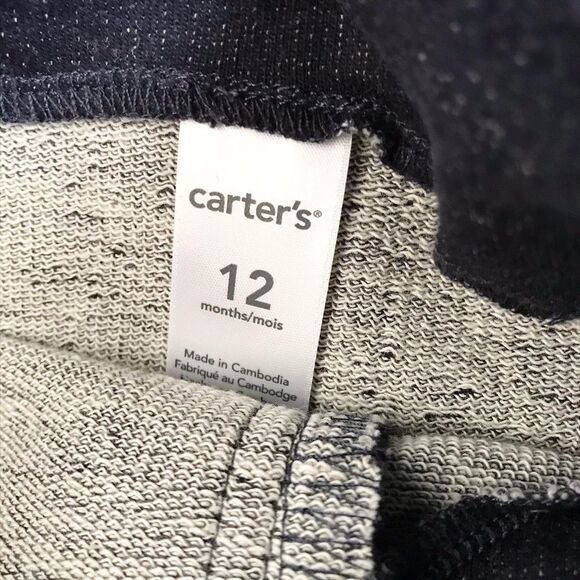 carter's®
12
months/mois
Made in Cambodia
Fabriqué au Cambodge